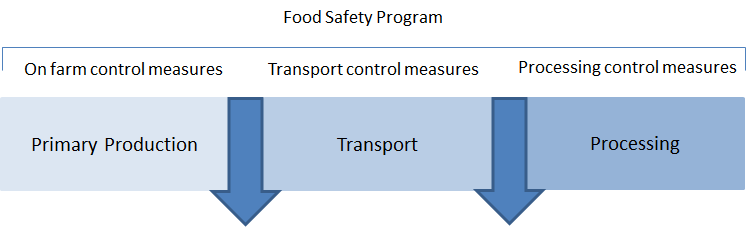 Food Safety Program
On farm control measures
Transport control measures
Processing control measures
Primary Production
Transport
Processing